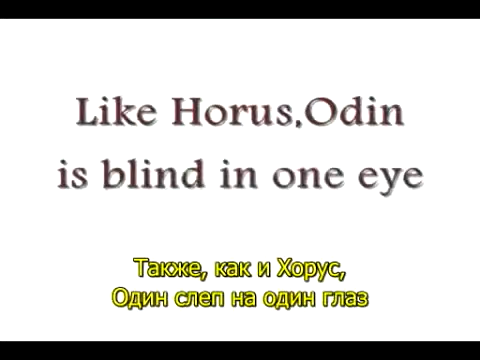 Like Horus,Odin
is blind in one eye
Также, как и Хорус,
Один слеп на один глаз